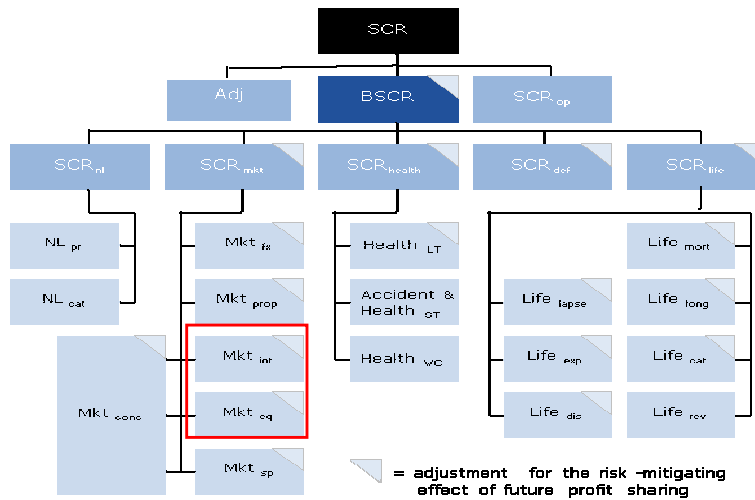 SCR
Adj
BSCR
SCR op
SCR nl
SCR mkt
SCR health
SCR def
SCR life
NL pr
Mkt fx
Health LT
Life mort
NL cat
Mkt prop
Accident &
Health ST
Life lapse
Life long
Mkt int
Health WC
Life exp
Life cat
Mkt conc
Mkt eq
Life dis
Life rev
Mkt sp
= adjustment for the risk -mitigating
effect of future profit sharing